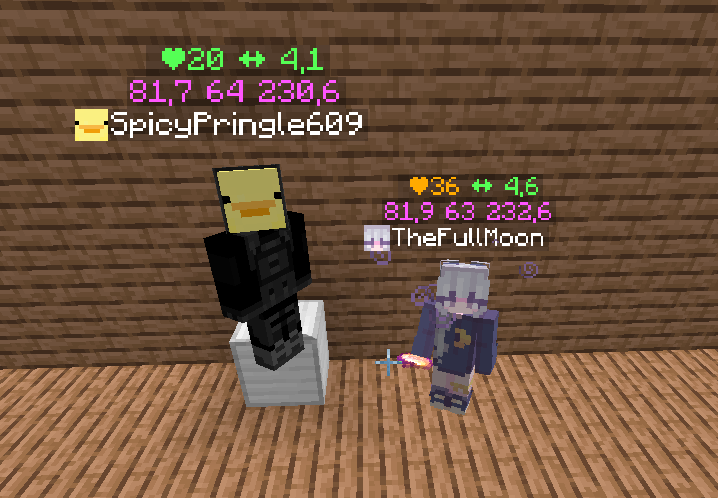 ♥20 ↔ 4,1
81,7 64 230,6
SpicyPringle609
♥36 ↔ 4,6
81,9 63 232,6
TheFullMoon